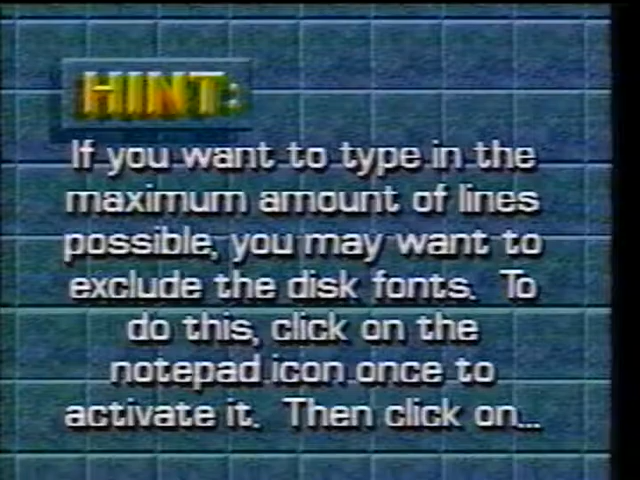 HINT:
If you want to type in the
maximum amount of lines
possible, you may want to
exclude the disk fonts. To
do this, click on the
notepad icon once to
activate it. Then click on...